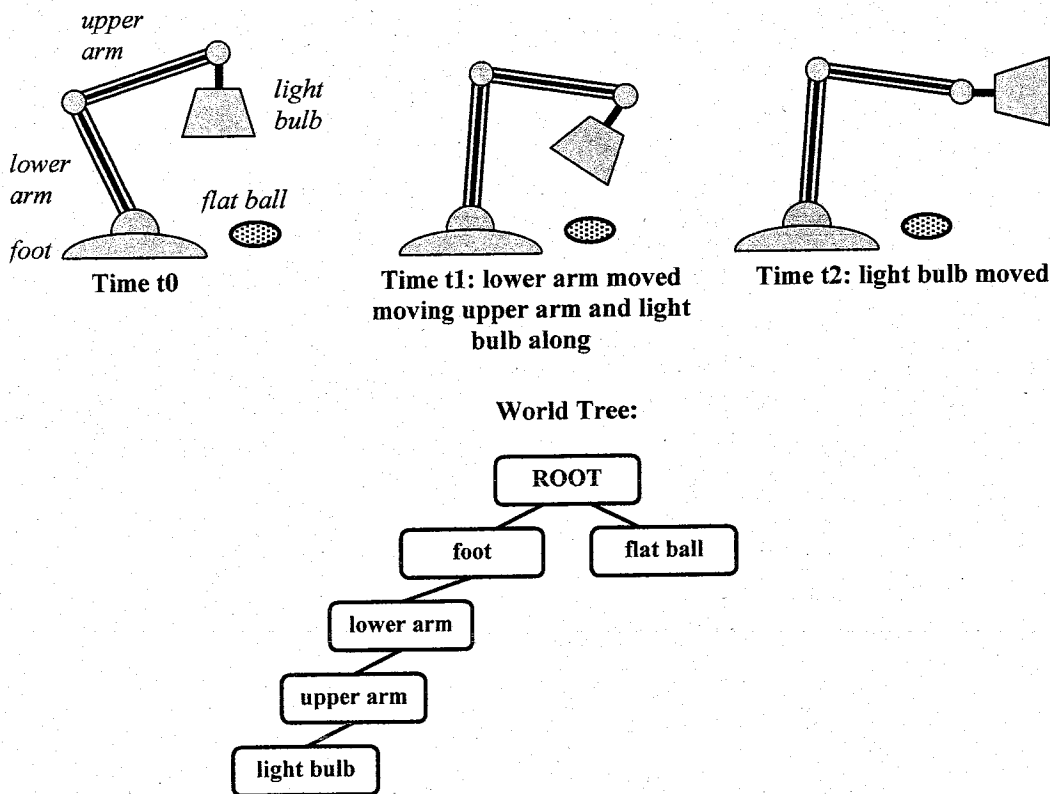 upper
arm
light
bulb
lower
arm
flat ball
foot
Time t0
Time t1: lower arm moved
moving upper arm and light
bulb along
Time t2: light bulb moved
World Tree:
ROOT
foot
flat ball
lower arm
upper arm
light bulb